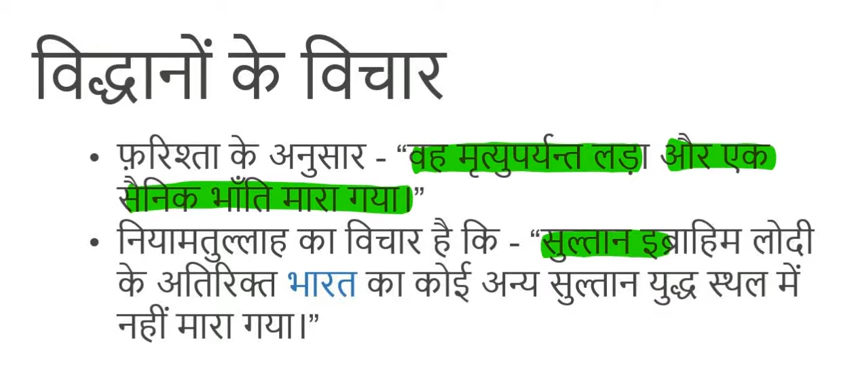 विद्धानों के विचार
• फ़रिश्ता के अनुसार - “वह मृत्युपर्यन्त लड़ा और एक
सैनिक भाँति मारा गया।”
• नियामतुल्लाह का विचार है कि - “सुल्तान इब्राहिम लोदी
के अतिरिक्त भारत का कोई अन्य सुल्तान युद्ध स्थल में
नहीं मारा गया।”